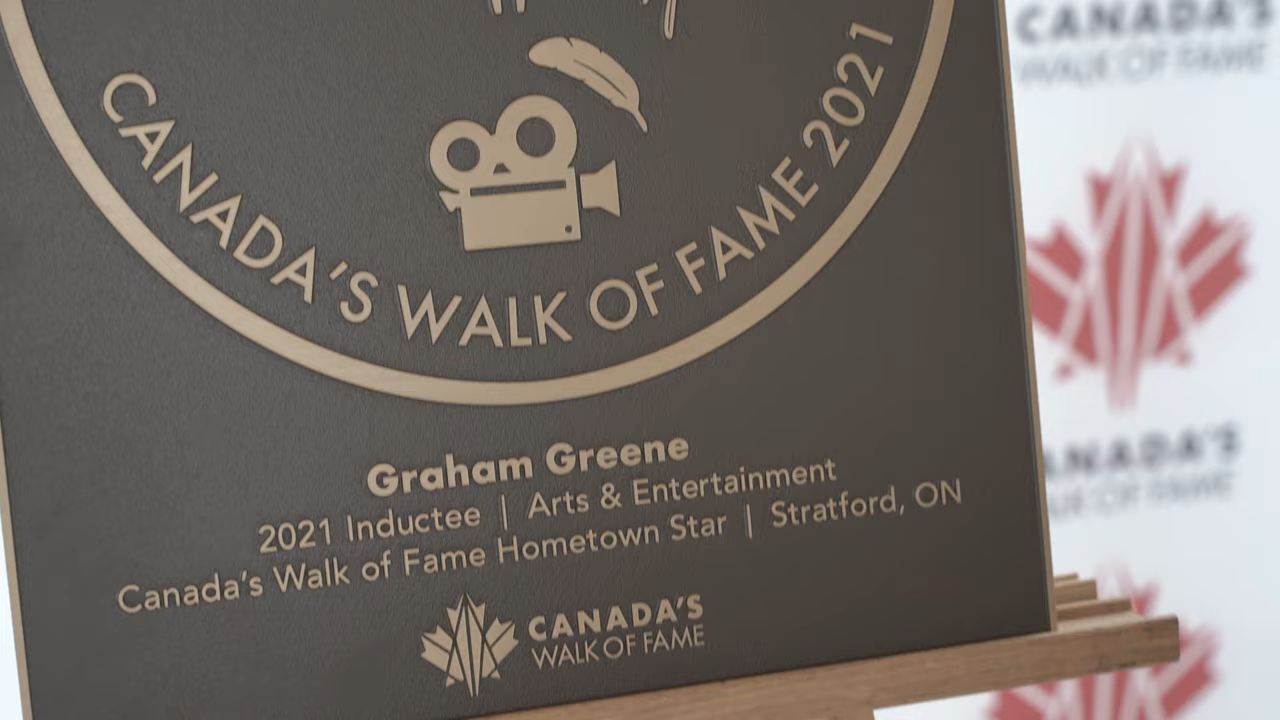 CANADA'S WALK OF FAME 2021
Graham Greene
2021 Inductee | Arts & Entertainment
Canada's Walk of Fame Hometown Star | Stratford, ON
CANADA'S
WALK OF FAME
CANADA'S
WALK OF FAME
CANADA'S
WALK OF FAME